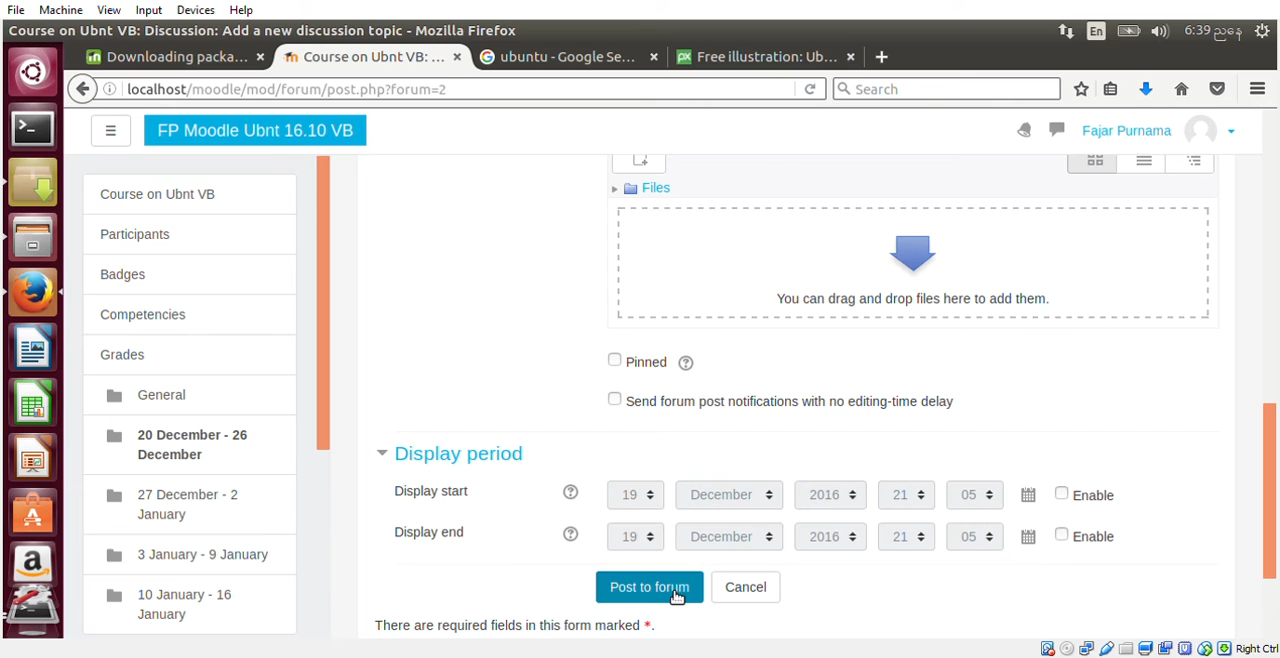 File Machine View Input Devices Help
Course on Ubnt VB: Discussion: Add a new discussion topic - Mozilla Firefox
En
6:39 ညနေ
Downloading packa...
Course on Ubnt VB: ...
ubuntu - Google Se...
Free illustration: Ub...
localhost/moodle/mod/forum/post.php?forum=2
Search
FP Moodle Ubnt 16.10 VB
Fajar Purnama
Course on Ubnt VB
Participants
Badges
Competencies
Grades
General
20 December - 26
December
27 December - 2
January
3 January - 9 January
10 January - 16
January
Files
You can drag and drop files here to add them.
Pinned
Send forum post notifications with no editing-time delay
Display period
Display start 19 December 2016 21 05 Enable
Display end 19 December 2016 21 05 Enable
Post to forum Cancel
There are required fields in this form marked *.
Right Ctrl